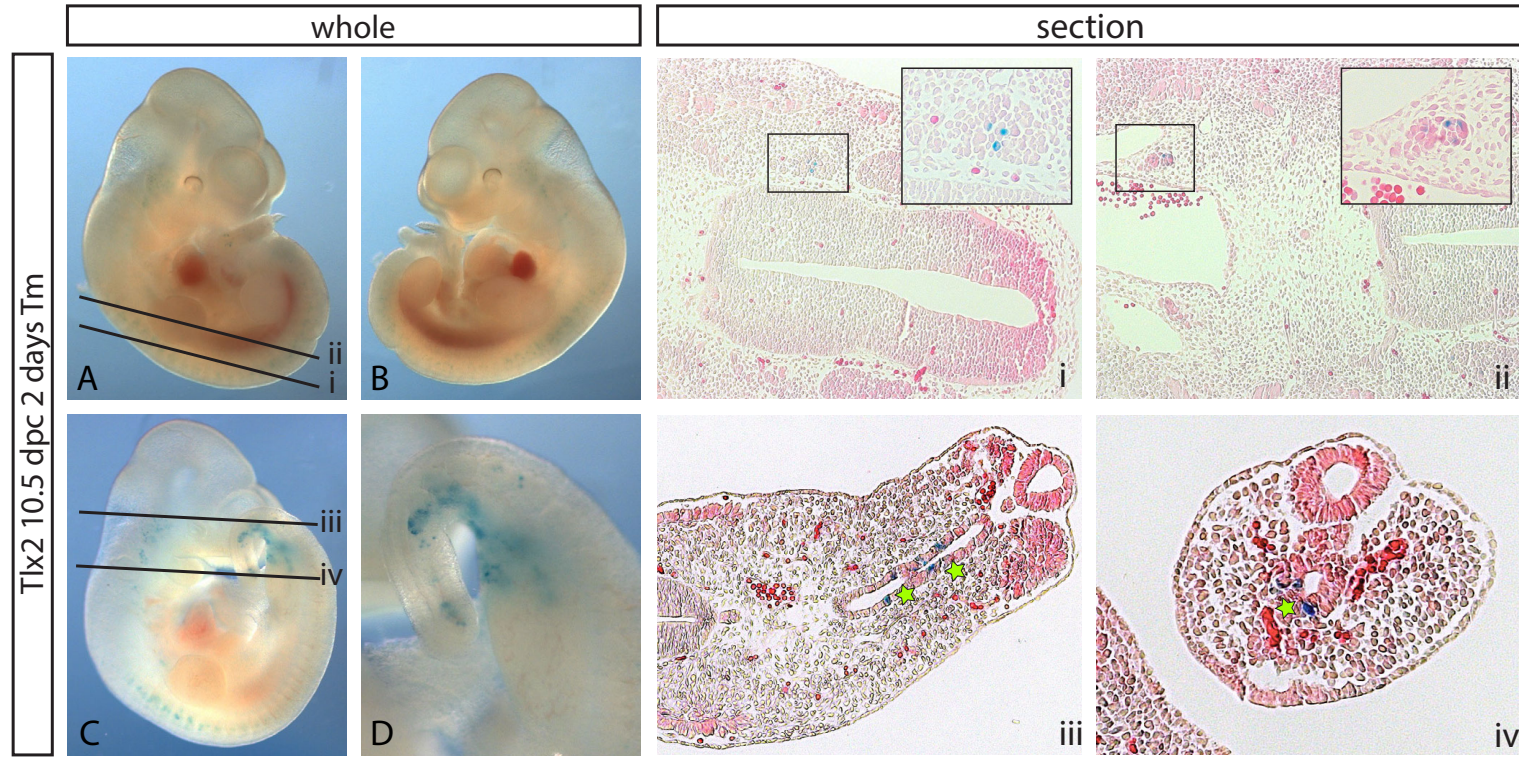 whole
section
Tlx2 10.5 dpc 2 days Tm
A
ii
i
B
i
ii
C
iii
iv
D
iii
iv